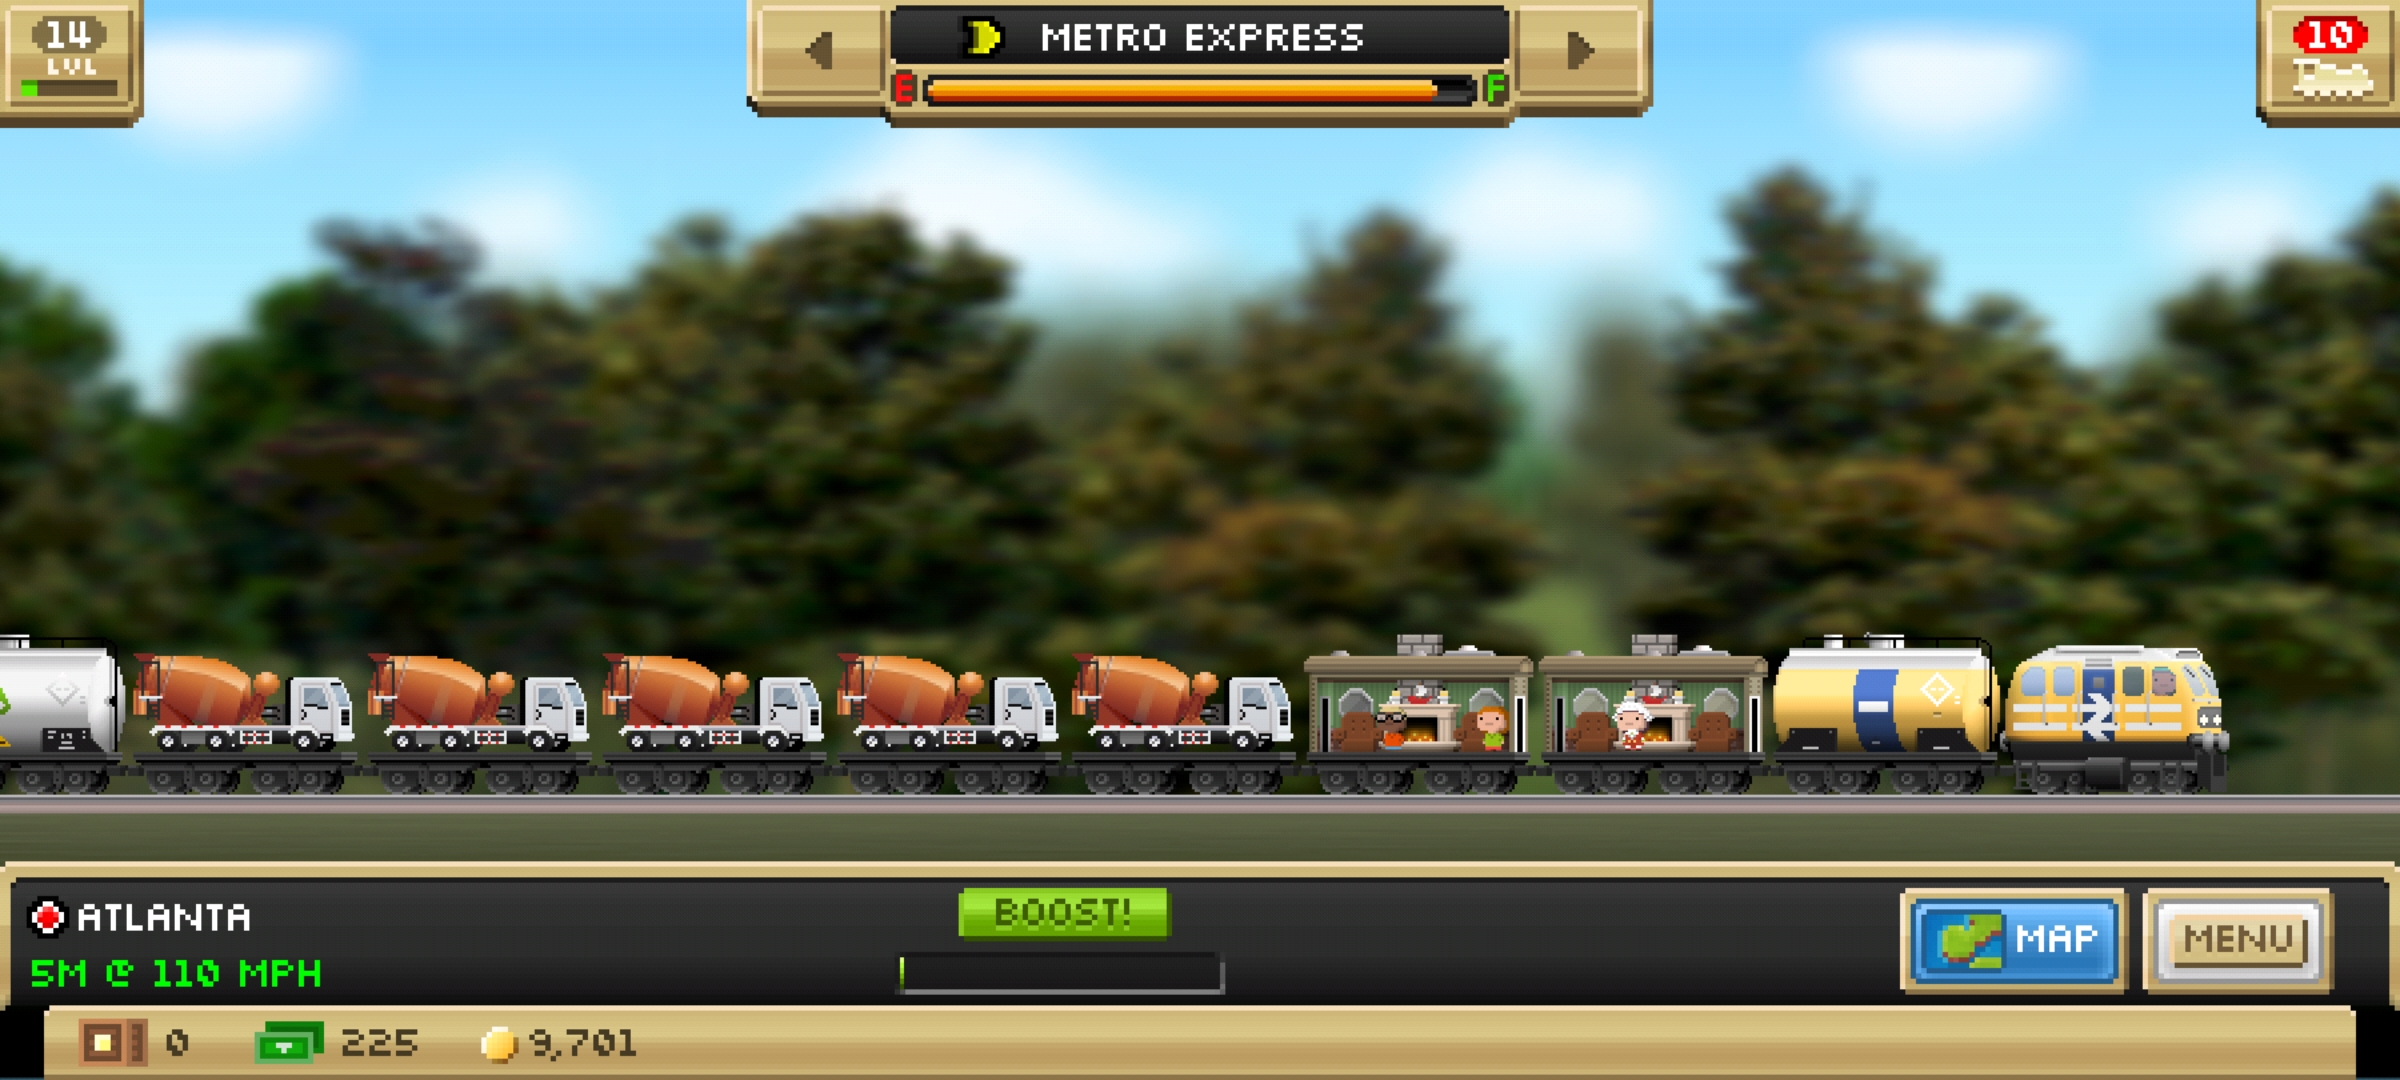 14
LVL
METRO EXPRESS
E F
10
ATLANTA
5M @ 110 MPH
BOOST!
MAP
MENU
0
225
9,701